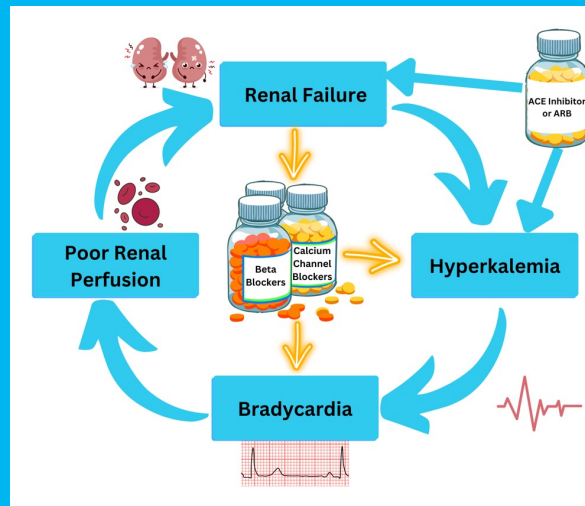 Renal Failure
ACE Inhibitor
or ARB
Poor Renal
Perfusion
Beta
Blockers
Calcium
Channel
Blockers
Hyperkalemia
Bradycardia